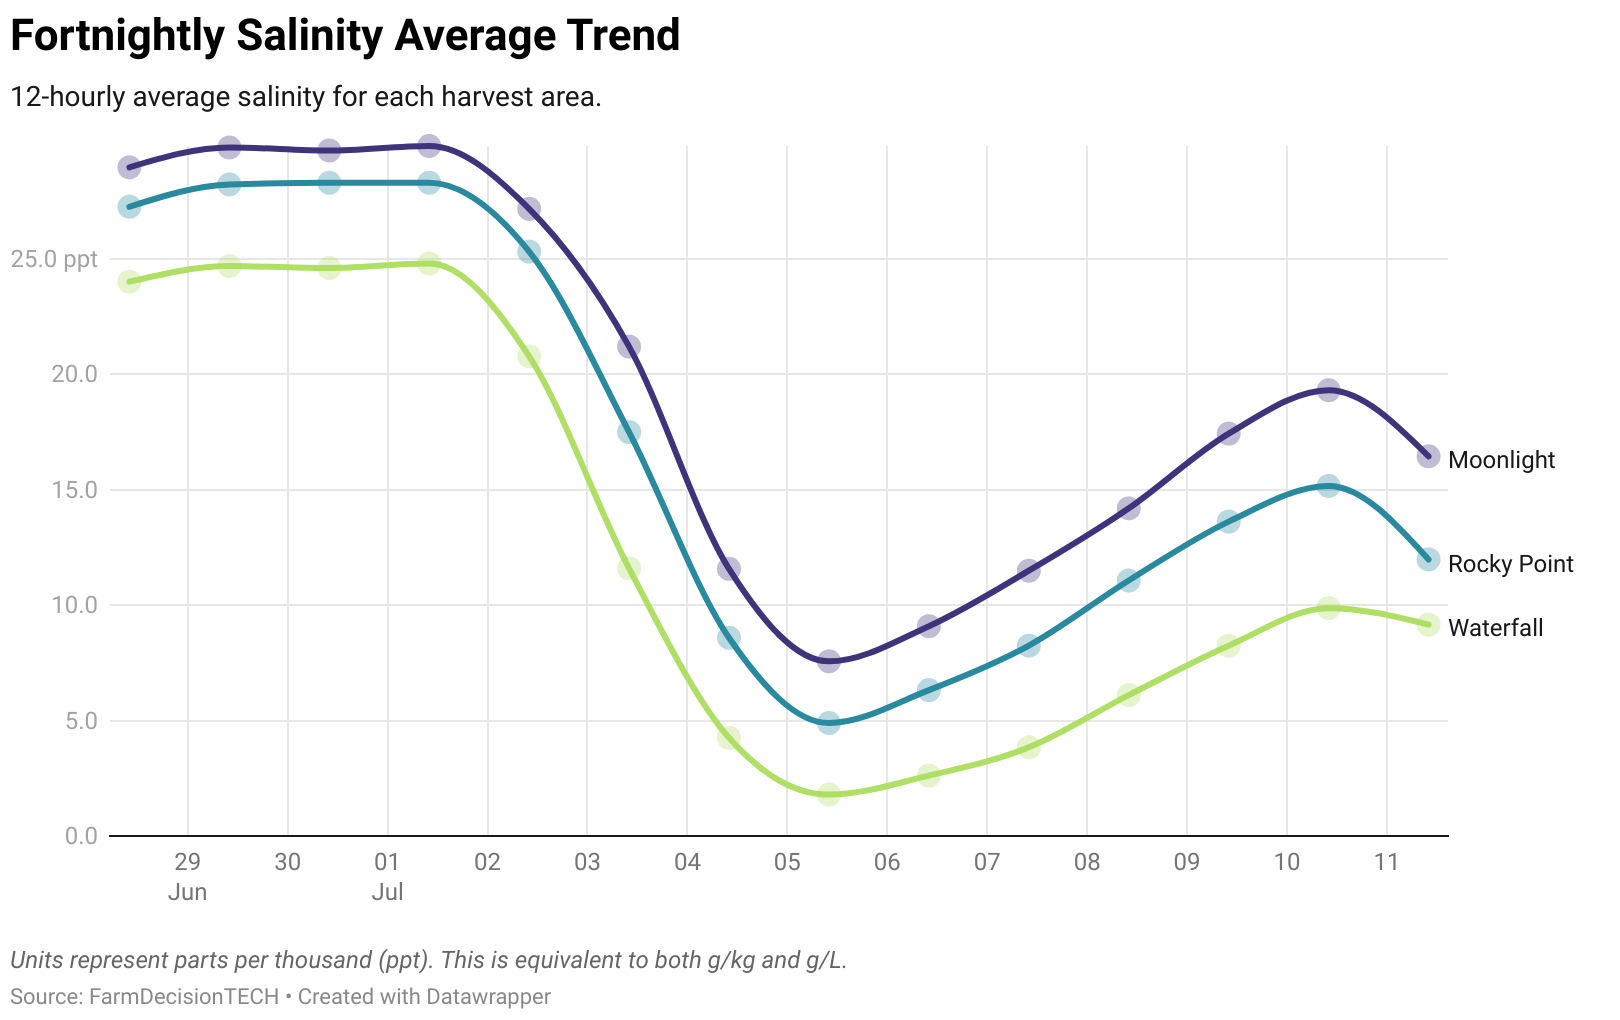 Fortnightly Salinity Average Trend
12-hourly average salinity for each harvest area.
25.0 ppt
20.0
15.0
10.0
5.0
0.0
Moonlight
Rocky Point
Waterfall
29 30 01 02 03 04 05 06 07 08 09 10 11
Jun Jul
Units represent parts per thousand (ppt). This is equivalent to both g/kg and g/L.
Source: FarmDecisionTECH • Created with Datawrapper